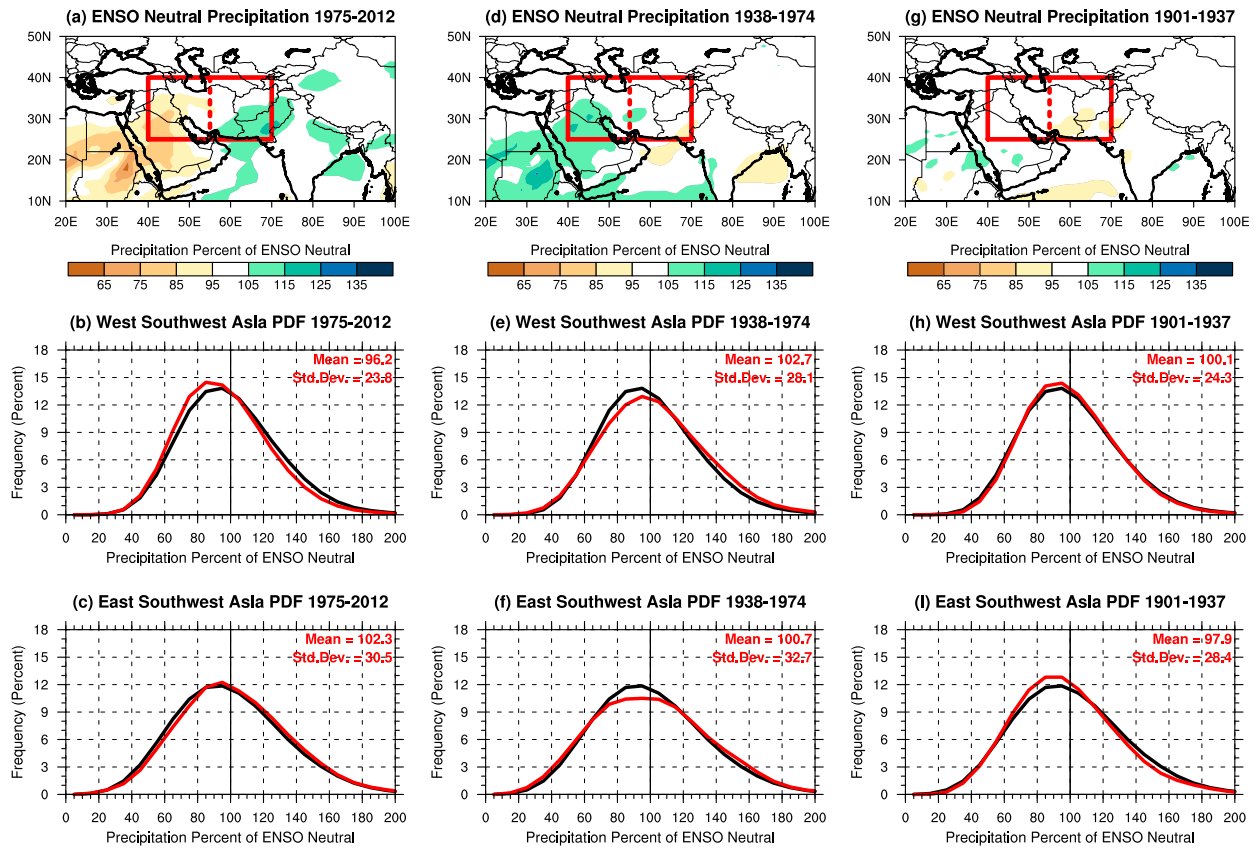 (a) ENSO Neutral Precipitation 1975-2012
50N
40N
30N
20N
10N
20E 30E 40E 50E 60E 70E 80E 90E 100E
Precipitation Percent of ENSO Neutral
65 75 85 95 105 115 125 135
(d) ENSO Neutral Precipitation 1938-1974
50N
40N
30N
20N
10N
20E 30E 40E 50E 60E 70E 80E 90E 100E
Precipitation Percent of ENSO Neutral
65 75 85 95 105 115 125 135
(g) ENSO Neutral Precipitation 1901-1937
50N
40N
30N
20N
10N
20E 30E 40E 50E 60E 70E 80E 90E 100E
Precipitation Percent of ENSO Neutral
65 75 85 95 105 115 125 135
(b) West Southwest AsIa PDF 1975-2012
Mean = 96.2
Std.Dev. = 23.8
Frequency (Percent)
18
15
12
9
6
3
0
0 20 40 60 80 100 120 140 160 180 200
Precipitation Percent of ENSO Neutral
(e) West Southwest AsIa PDF 1938-1974
Mean = 102.7
Std.Dev. = 28.1
Frequency (Percent)
18
15
12
9
6
3
0
0 20 40 60 80 100 120 140 160 180 200
Precipitation Percent of ENSO Neutral
(h) West Southwest AsIa PDF 1901-1937
Mean = 100.1
Std.Dev. = 24.3
Frequency (Percent)
18
15
12
9
6
3
0
0 20 40 60 80 100 120 140 160 180 200
Precipitation Percent of ENSO Neutral
(c) East Southwest AsIa PDF 1975-2012
Mean = 102.3
Std.Dev. = 30.5
Frequency (Percent)
18
15
12
9
6
3
0
0 20 40 60 80 100 120 140 160 180 200
Precipitation Percent of ENSO Neutral
(f) East Southwest AsIa PDF 1938-1974
Mean = 100.7
Std.Dev. = 32.7
Frequency (Percent)
18
15
12
9
6
3
0
0 20 40 60 80 100 120 140 160 180 200
Precipitation Percent of ENSO Neutral
(I) East Southwest AsIa PDF 1901-1937
Mean = 97.9
Std.Dev. = 28.4
Frequency (Percent)
18
15
12
9
6
3
0
0 20 40 60 80 100 120 140 160 180 200
Precipitation Percent of ENSO Neutral